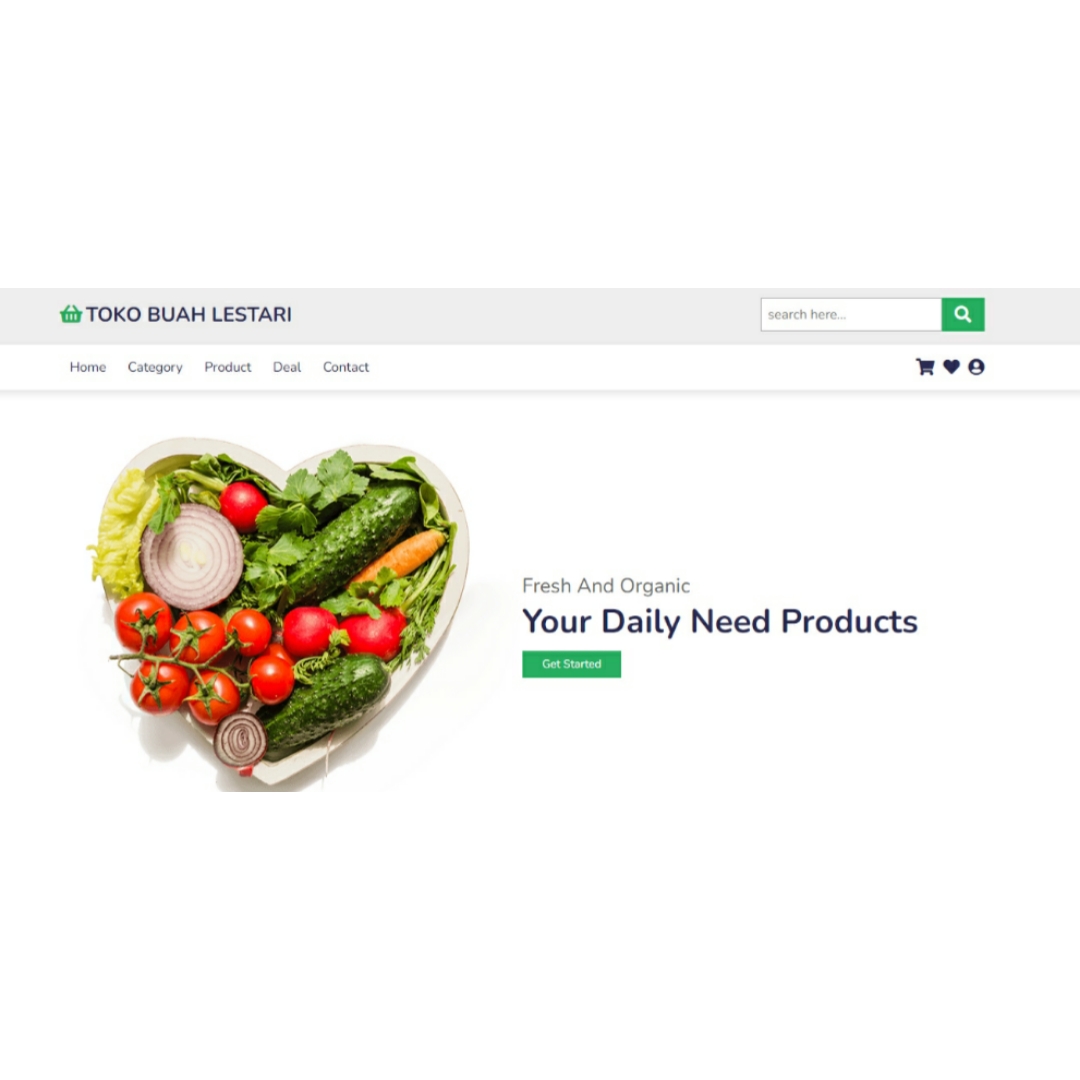 TOKO BUAH LESTARI
search here...
Home Category Product Deal Contact
Fresh And Organic
Your Daily Need Products
Get Started